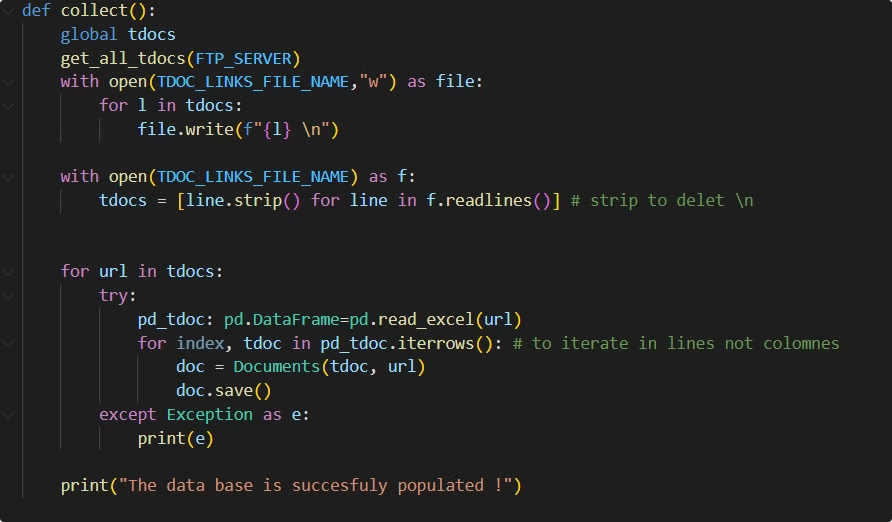 def collect():
    global tdocs
    get_all_tdocs(FTP_SERVER)
    with open(TDOC_LINKS_FILE_NAME,"w") as file:
        for l in tdocs:
            file.write(f"{l} \n")
    with open(TDOC_LINKS_FILE_NAME) as f:
        tdocs = [line.strip() for line in f.readlines()] # strip to delet \n
    for url in tdocs:
        try:
            pd_tdoc: pd.DataFrame=pd.read_excel(url)
            for index, tdoc in pd_tdoc.iterrows(): # to iterate in lines not colomnes
                doc = Documents(tdoc, url)
                doc.save()
        except Exception as e:
            print(e)
    print("The data base is succesfuly populated !")